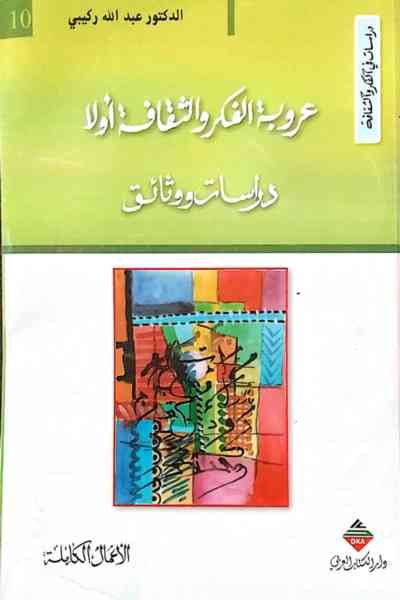 10
الدكتور عبد الله ركيبي
دراسات في الفكر والثقافة
عروبة الفكر والثقافة أولا
دراسات ووثائق
الأعمال الكاملة
DKA
دار الكتاب العربي